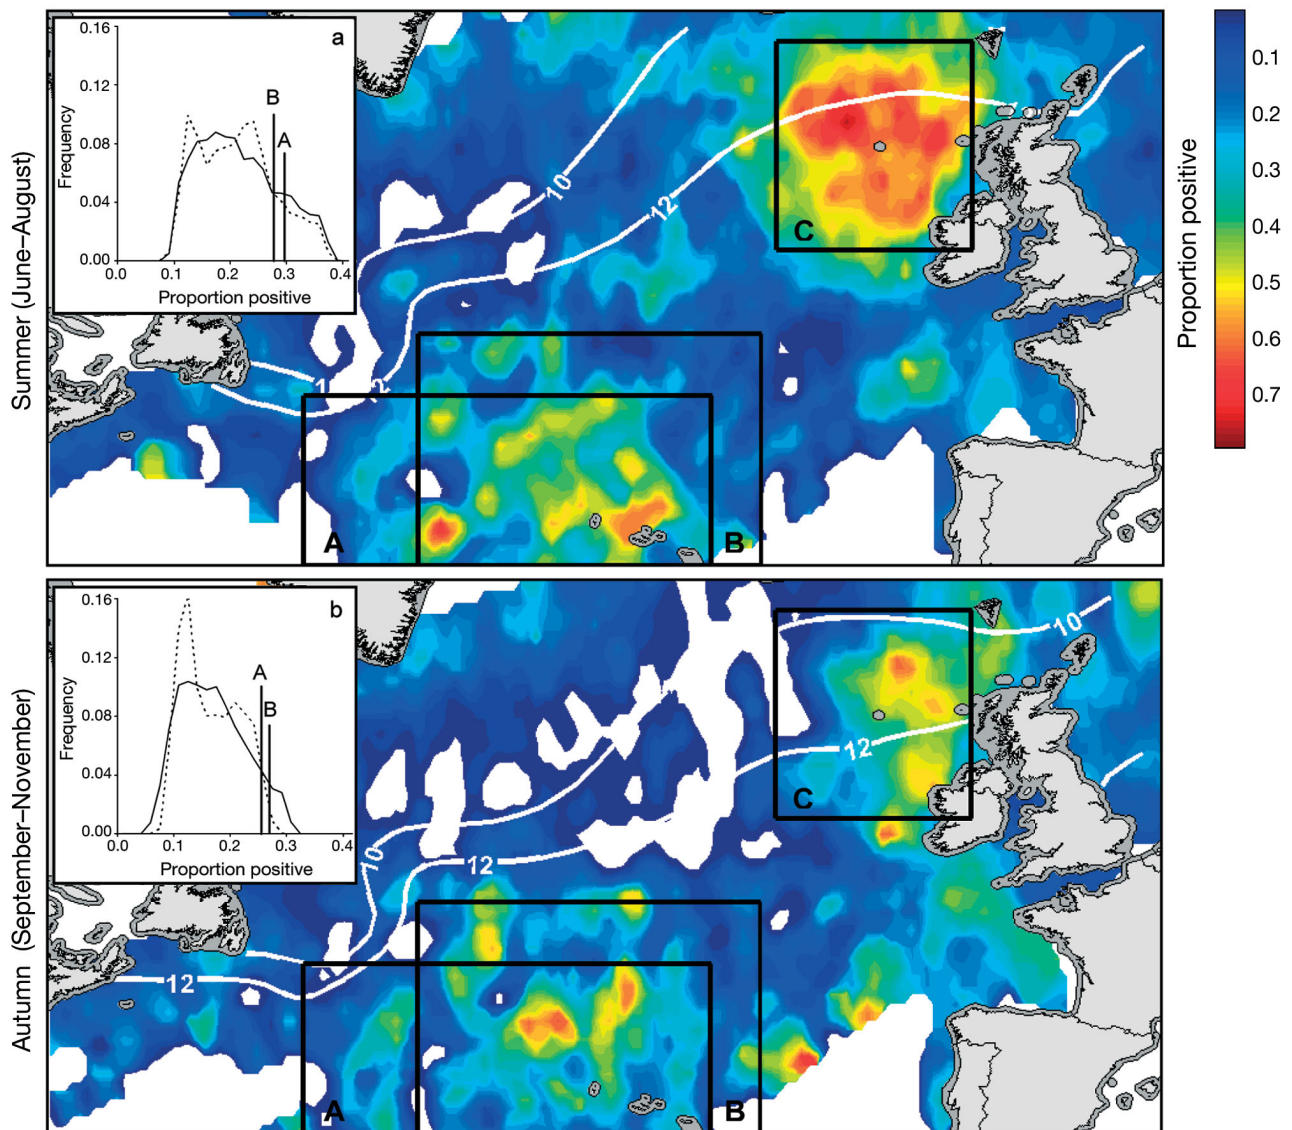 Summer (June–August)
a
0.16
0.12
0.08
0.04
0.00
Frequency
B
A
0.0 0.1 0.2 0.3 0.4
Proportion positive
10
12
C
A
B
Proportion positive
0.1
0.2
0.3
0.4
0.5
0.6
0.7
Autumn (September–November)
b
0.16
0.12
0.08
0.04
0.00
Frequency
A
B
0.0 0.1 0.2 0.3 0.4
Proportion positive
10
12
10
12
12
C
A
B